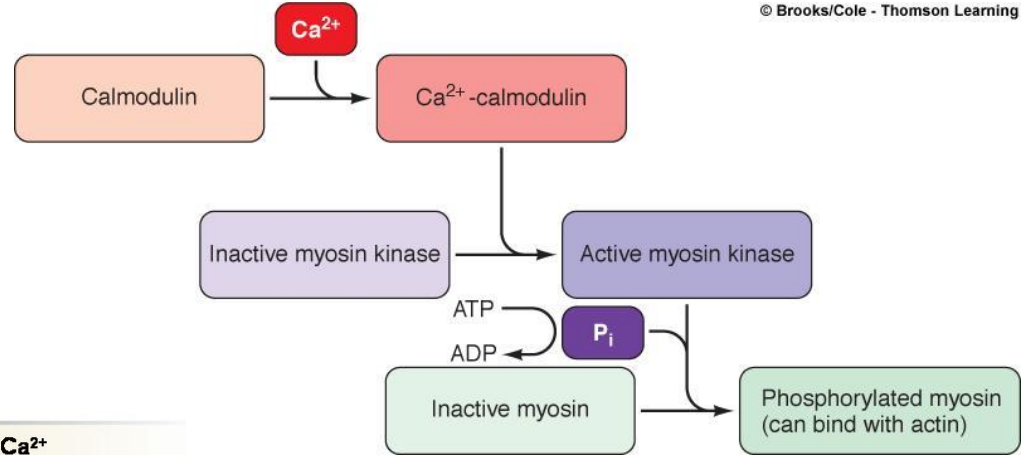 © Brooks/Cole - Thomson Learning
Ca²⁺
Calmodulin
Ca²⁺-calmodulin
Inactive myosin kinase
Active myosin kinase
ATP
Pᵢ
ADP
Inactive myosin
Phosphorylated myosin
(can bind with actin)
Ca²⁺